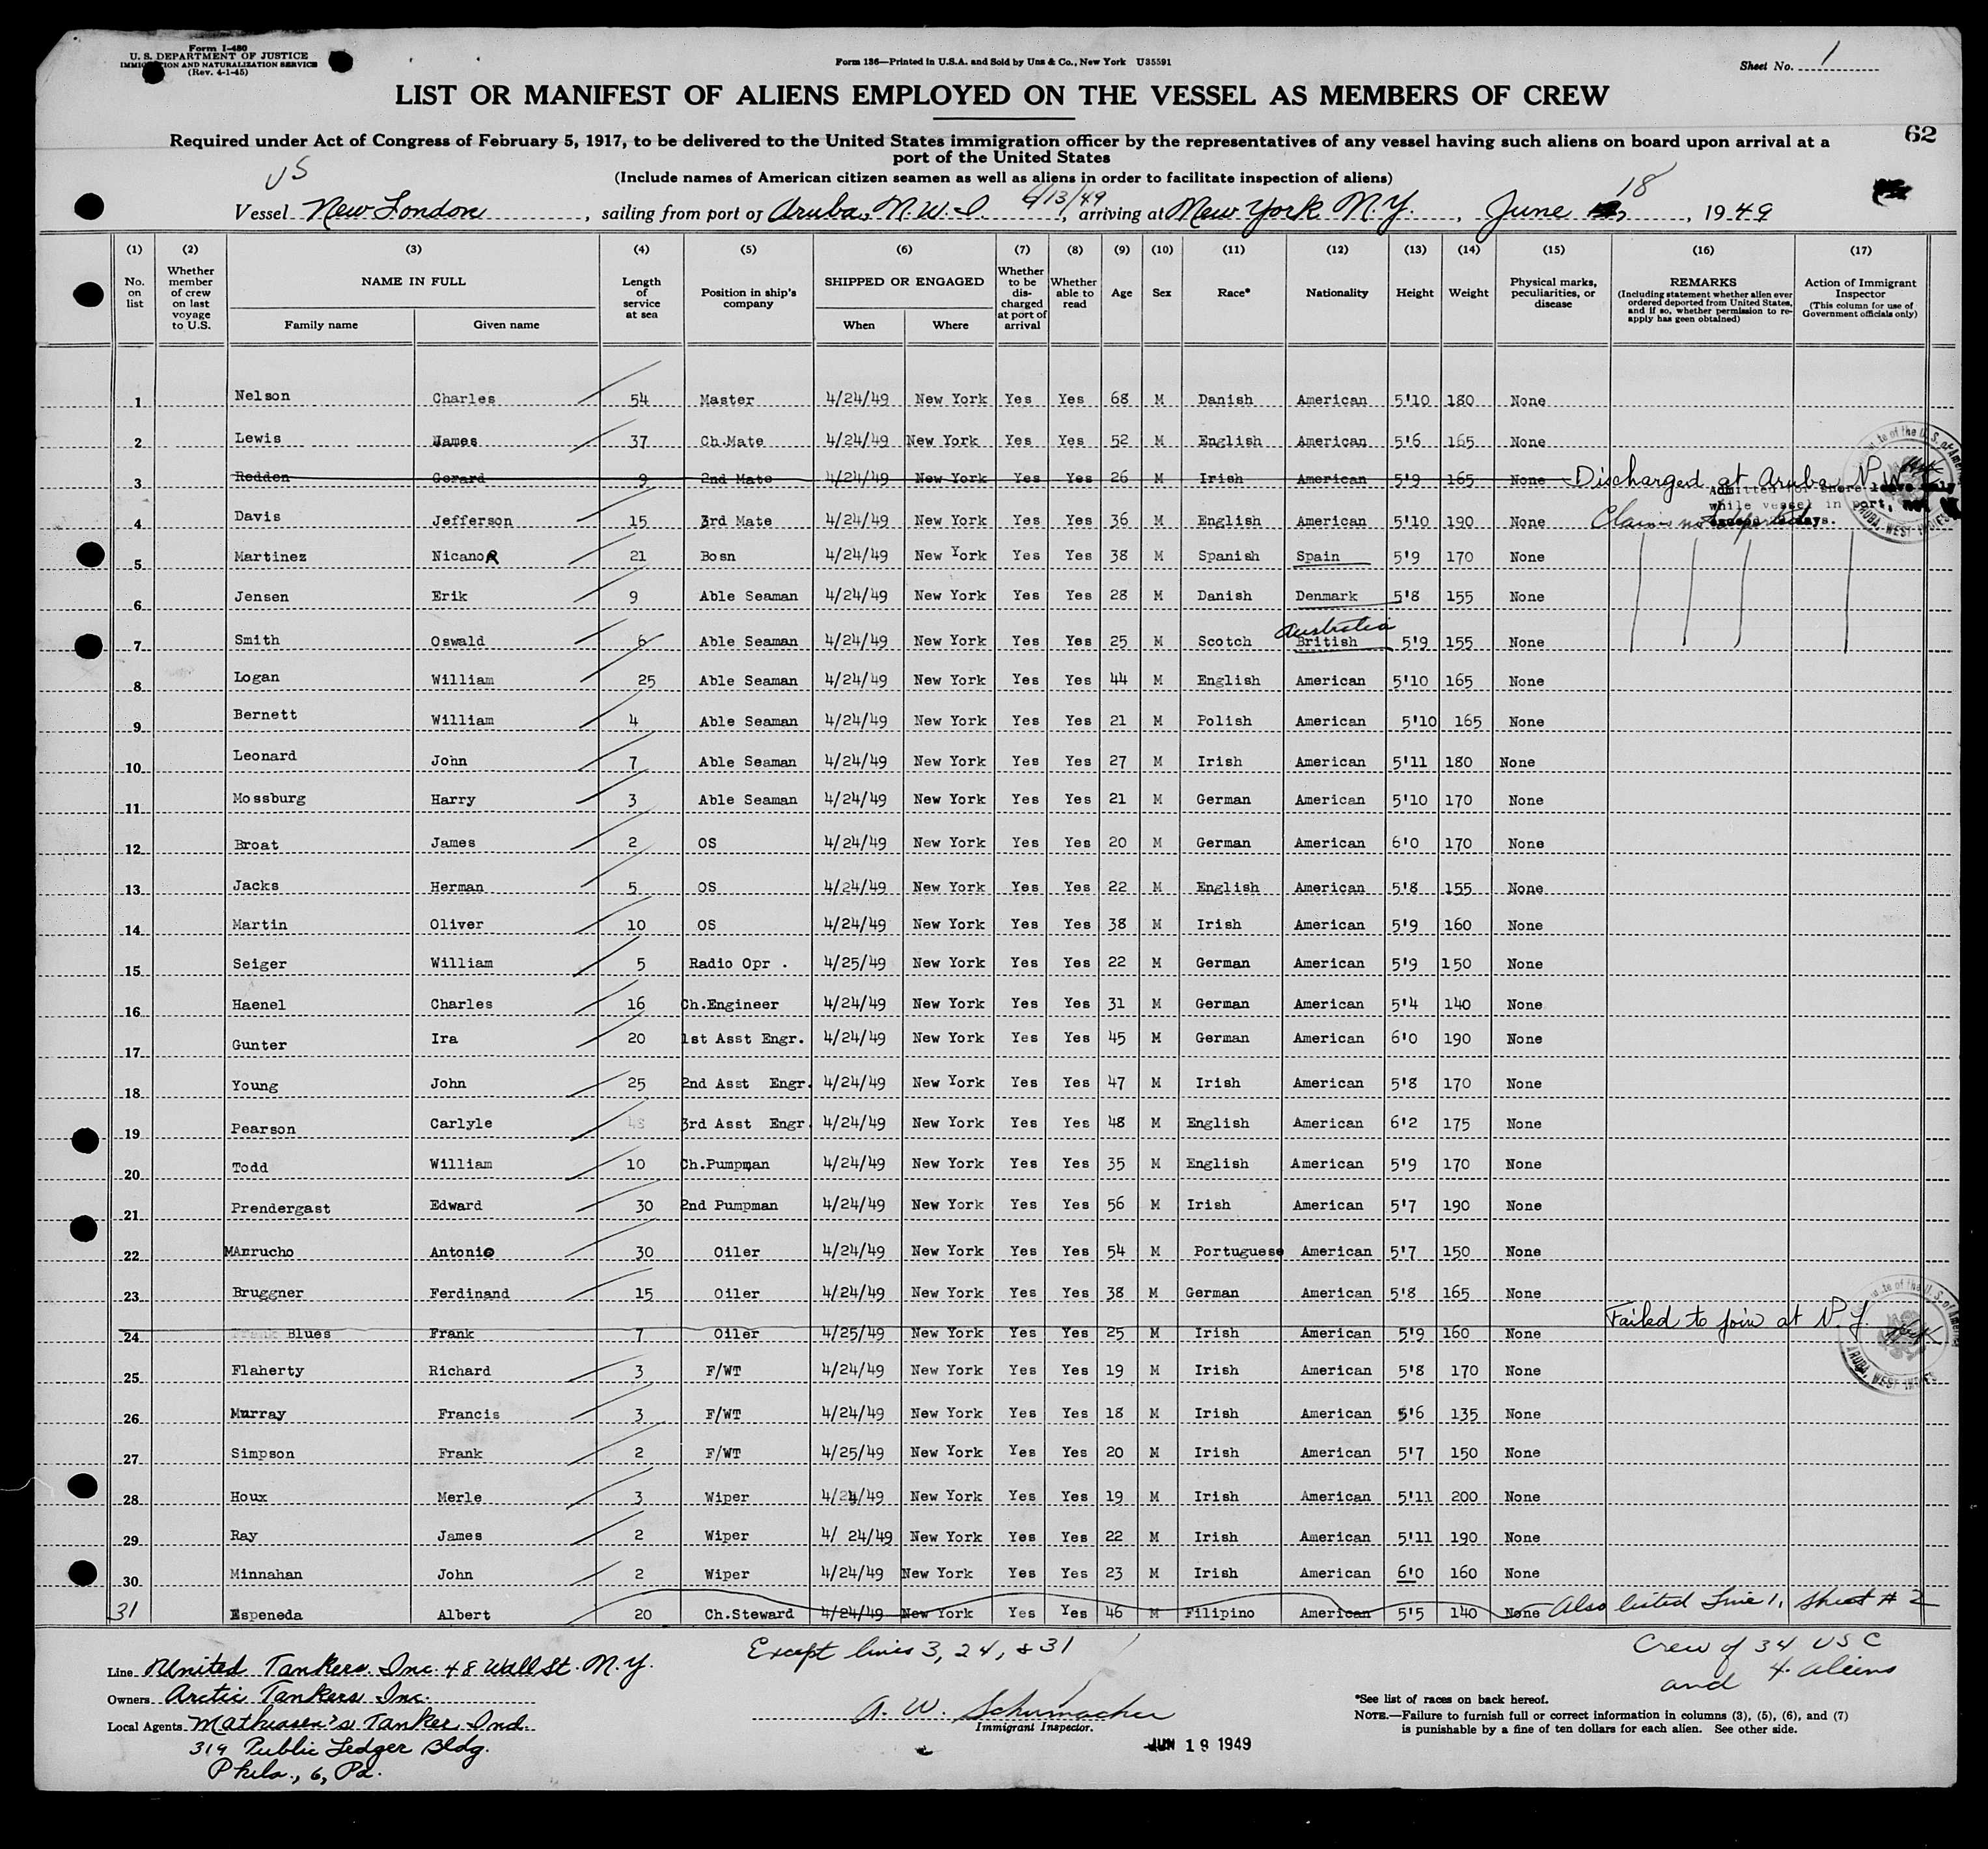 Form I-480
U. S. DEPARTMENT OF JUSTICE
IMMIGRATION AND NATURALIZATION SERVICE
(Rev. 4-1-45)
Form 136—Printed in U.S.A. and Sold by Unz & Co., New York U35591
Sheet No. 1
LIST OR MANIFEST OF ALIENS EMPLOYED ON THE VESSEL AS MEMBERS OF CREW
62
Required under Act of Congress of February 5, 1917, to be delivered to the United States immigration officer by the representatives of any vessel having such aliens on board upon arrival at a
port of the United States
(Include names of American citizen seamen as well as aliens in order to facilitate inspection of aliens)
US 6/13/49 18
Vessel New London, sailing from port of Aruba, N.W.I., arriving at New York N.Y., June, 1949
(1) (2) (3) (4) (5) (6) (7) (8) (9) (10) (11) (12) (13) (14) (15) (16) (17)
No. on list
Whether member of crew on last voyage to U.S.
NAME IN FULL
Family name Given name
Length of service at sea
Position in ship's company
SHIPPED OR ENGAGED
When Where
Whether to be discharged at port of arrival
Whether able to read
Age Sex Race* Nationality Height Weight
Physical marks, peculiarities, or disease
REMARKS
(Including statement whether alien ever ordered deported from United States, and if so, whether permission to re-apply has been obtained)
Action of Immigrant Inspector
(This column for use of Government officials only)
1 Nelson Charles 54 Master 4/24/49 New York Yes Yes 68 M Danish American 5'10 180 None
2 Lewis James 37 Ch.Mate 4/24/49 New York Yes Yes 52 M English American 5'6 165 None
3 Redden Gerard 9 2nd Mate 4/24/49 New York Yes Yes 26 M Irish American 5'9 165 None Discharged at Aruba N.W.I.
Admitted for shore leave only
while vessel in port, not
4 Davis Jefferson 15 3rd Mate 4/24/49 New York Yes Yes 36 M English American 5'10 190 None Claims not days.
5 Martinez NicanoR 21 Bosn 4/24/49 New York Yes Yes 38 M Spanish Spain 5'9 170 None
6 Jensen Erik 9 Able Seaman 4/24/49 New York Yes Yes 28 M Danish Denmark 5'8 155 None
Australia
7 Smith Oswald 6 Able Seaman 4/24/49 New York Yes Yes 25 M Scotch British 5'9 155 None
8 Logan William 25 Able Seaman 4/24/49 New York Yes Yes 44 M English American 5'10 165 None
9 Bernett William 4 Able Seaman 4/24/49 New York Yes Yes 21 M Polish American 5'10 165 None
10 Leonard John 7 Able Seaman 4/24/49 New York Yes Yes 27 M Irish American 5'11 180 None
11 Mossburg Harry 3 Able Seaman 4/24/49 New York Yes Yes 21 M German American 5'10 170 None
12 Broat James 2 OS 4/24/49 New York Yes Yes 20 M German American 6'0 170 None
13 Jacks Herman 5 OS 4/24/49 New York Yes Yes 22 M English American 5'8 155 None
14 Martin Oliver 10 OS 4/24/49 New York Yes Yes 38 M Irish American 5'9 160 None
15 Seiger William 5 Radio Opr . 4/25/49 New York Yes Yes 22 M German American 5'9 150 None
16 Haenel Charles 16 Ch.Engineer 4/24/49 New York Yes Yes 31 M German American 5'4 140 None
17 Gunter Ira 20 1st Asst Engr. 4/24/49 New York Yes Yes 45 M German American 6'0 190 None
18 Young John 25 2nd Asst Engr. 4/24/49 New York Yes Yes 47 M Irish American 5'8 170 None
19 Pearson Carlyle 3rd Asst Engr. 4/24/49 New York Yes Yes 48 M English American 6'2 175 None
20 Todd William 10 Ch.Pumpman 4/24/49 New York Yes Yes 35 M English American 5'9 170 None
21 Prendergast Edward 30 2nd Pumpman 4/24/49 New York Yes Yes 56 M Irish American 5'7 190 None
22 MArrucho Antonio 30 Oiler 4/24/49 New York Yes Yes 54 M Portuguese American 5'7 150 None
23 Bruggner Ferdinand 15 Oiler 4/24/49 New York Yes Yes 38 M German American 5'8 165 None
24 Blues Frank 7 Oiler 4/25/49 New York Yes Yes 25 M Irish American 5'9 160 None Failed to join at N.Y.
25 Flaherty Richard 3 F/WT 4/24/49 New York Yes Yes 19 M Irish American 5'8 170 None
26 Murray Francis 3 F/WT 4/24/49 New York Yes Yes 18 M Irish American 5'6 135 None
27 Simpson Frank 2 F/WT 4/25/49 New York Yes Yes 20 M Irish American 5'7 150 None
28 Houx Merle 3 Wiper 4/24/49 New York Yes Yes 19 M Irish American 5'11 200 None
29 Ray James 2 Wiper 4/ 24/49 New York Yes Yes 22 M Irish American 5'11 190 None
30 Minnahan John 2 Wiper 4/24/49 New York Yes Yes 23 M Irish American 6'0 160 None
31 Espeneda Albert 20 Ch.Steward 4/24/49 New York Yes Yes 46 M Filipino American 5'5 140 None Also listed Line 1, Sheet # 2
Line United Tankers Inc. 48 Wall St. N.Y.
Owners Arctic Tankers Inc.
Local Agents Mathiasen's Tanker Ind.
319 Public Ledger Bldg.
Phila., 6, Pa.
Except lines 3, 24, & 31
A. W. Schumacher
Immigrant Inspector.
JUN 19 1949
Crew of 34 USC
and 4 aliens
*See list of races on back hereof.
NOTE.—Failure to furnish full or correct information in columns (3), (5), (6), and (7)
is punishable by a fine of ten dollars for each alien. See other side.
ARUBA, WEST INDIES
ARUBA, WEST INDIES